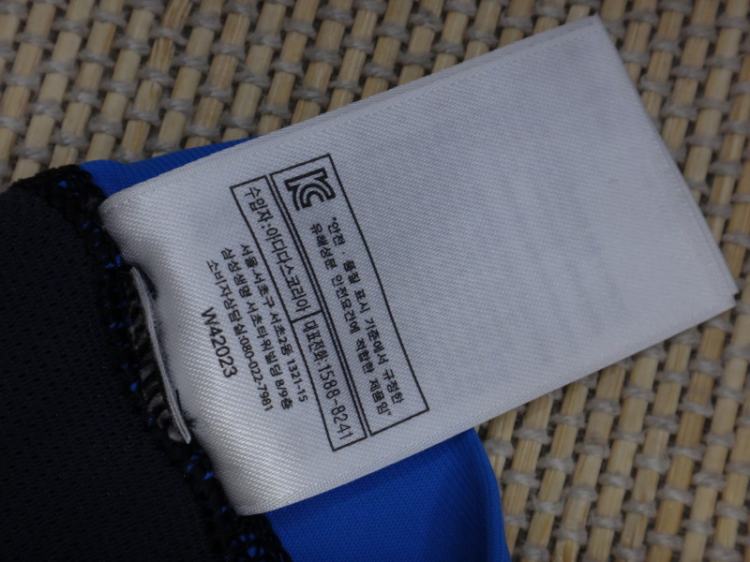 "안전 · 품질 표시 기준에서 규정한
유해성분 안전요건에 적합한 제품임"
수입자:아디다스코리아 대표전화:1588-8241
서울 서초구 서초2동 1321-15
삼성생명 서초타워빌딩 8/9층
소비자상담실:080-022-7981
W42023